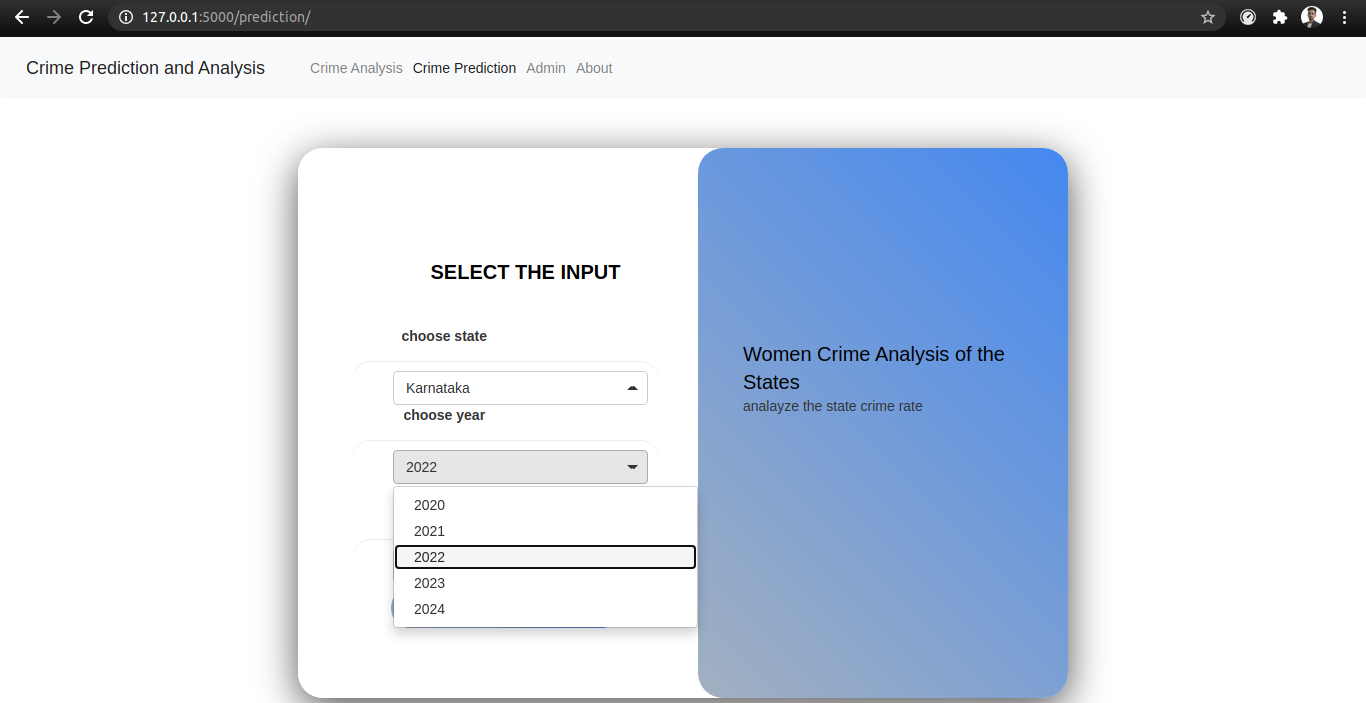 127.0.0.1:5000/prediction/
Crime Prediction and Analysis Crime Analysis Crime Prediction Admin About
SELECT THE INPUT
choose state
Karnataka
choose year
2022
2020
2021
2022
2023
2024
Women Crime Analysis of the
States
analayze the state crime rate